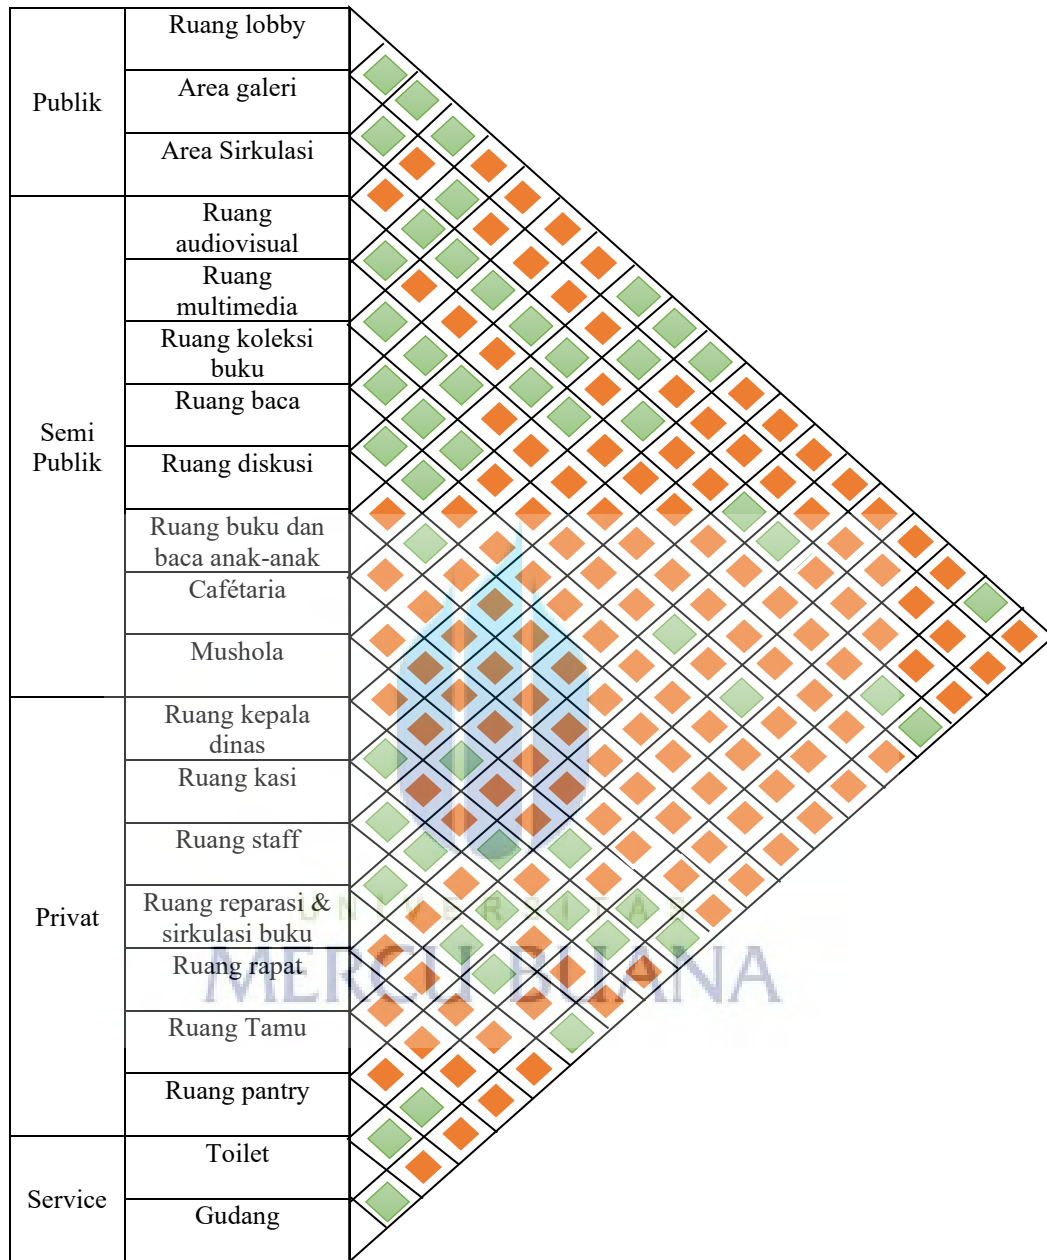 Publik
Ruang lobby
Area galeri
Area Sirkulasi
Semi
Publik
Ruang
audiovisual
Ruang
multimedia
Ruang koleksi
buku
Ruang baca
Ruang diskusi
Ruang buku dan
baca anak-anak
Cafétaria
Mushola
Privat
Ruang kepala
dinas
Ruang kasi
Ruang staff
Ruang reparasi &
sirkulasi buku
Ruang rapat
Ruang Tamu
Ruang pantry
Service
Toilet
Gudang
UNIVERSITAS
MERCU BUANA